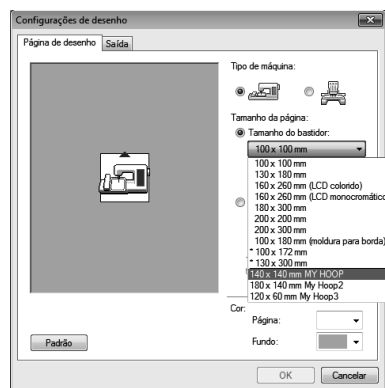 Configurações de desenho
Página de desenho
Saída
Tipo de máquina:
Tamanho da página:
Tamanho do bastidor:
100 x 100 mm
100 x 100 mm
130 x 180 mm
160 x 260 mm (LCD colorido)
160 x 260 mm (LCD monocromático
180 x 300 mm
200 x 200 mm
200 x 300 mm
100 x 180 mm (moldura para borda)
* 100 x 172 mm
* 130 x 300 mm
140 x 140 mm MY HOOP
180 x 140 mm My Hoop2
120 x 60 mm My Hoop3
Cor:
Página:
Fundo:
Padrão
OK
Cancelar